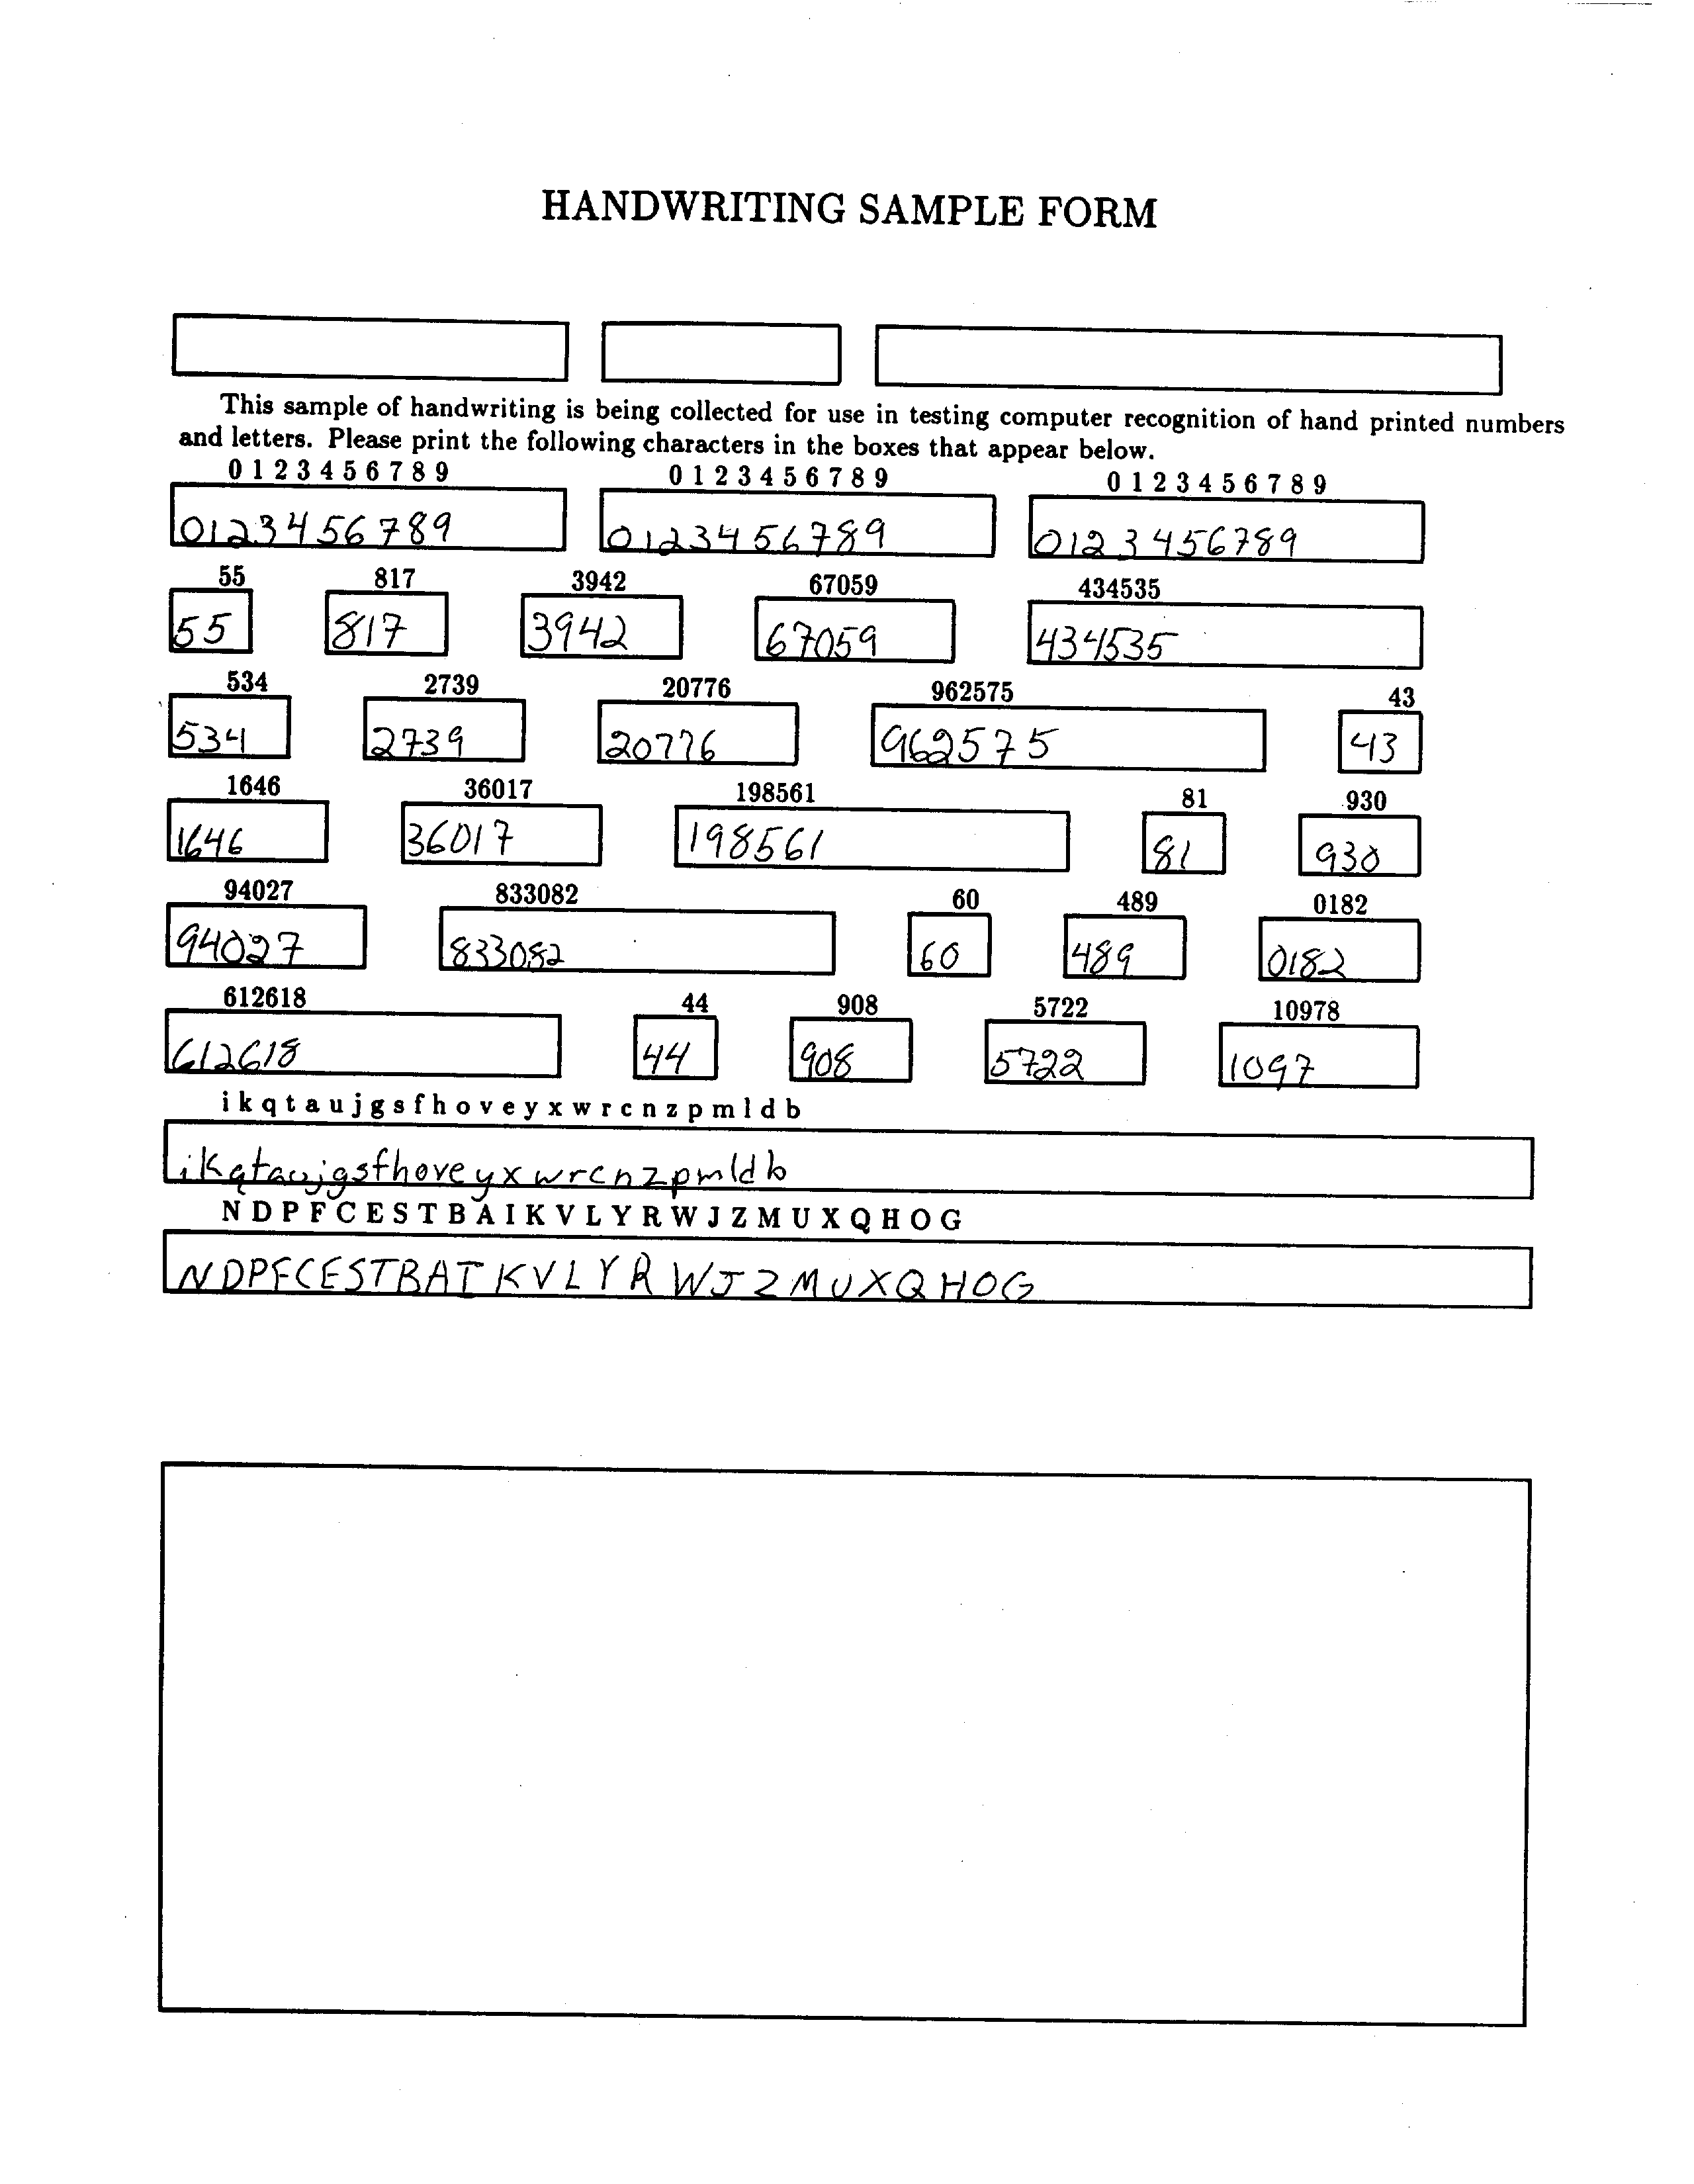 HANDWRITING SAMPLE FORM
This sample of handwriting is being collected for use in testing computer recognition of hand printed numbers
and letters. Please print the following characters in the boxes that appear below.
0 1 2 3 4 5 6 7 8 9 0 1 2 3 4 5 6 7 8 9 0 1 2 3 4 5 6 7 8 9
0123456789 0123456789 0123456789
55 817 3942 67059 434535
55 817 3942 67059 434535
534 2739 20776 962575 43
534 2739 20776 962575 43
1646 36017 198561 81 930
1646 36017 198561 81 930
94027 833082 60 489 0182
94027 833082 60 489 0182
612618 44 908 5722 10978
612618 44 908 5722 1097
i k q t a u j g s f h o v e y x w r c n z p m l d b
ikqtaujgsfhoveyxwrcnzpmldb
N D P F C E S T B A I K V L Y R W J Z M U X Q H O G
NDPFCESTBAIKVLYRWJZMUXQHOG